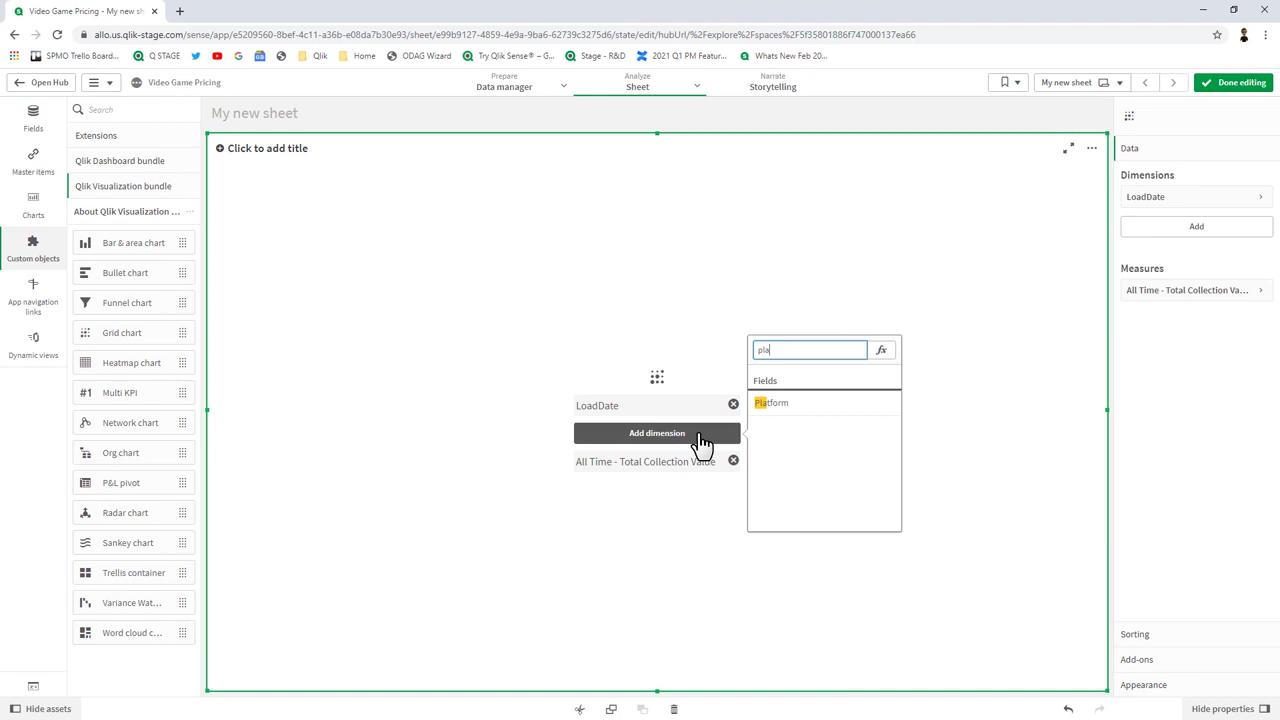 Video Game Pricing
allo.us.qlik-stage.com/sense/app/e5209560-8bef-4c11-a36b-e08da7b30e93/sheet/e99b9127-4859-4e9a-9ba6-62739c3275d6/state/edit/hubUrl/%2Fexplore%2Fspaces%2F5f35801886f747000137ea66
SPMO Trello Board...
Q STAGE
Qlik
Home
ODAG Wizard
Try Qlik Sense® – G...
Stage - R&D
2021 Q1 PM Featur...
Whats New Feb 20...
Open Hub
Video Game Pricing
Prepare
Data manager
Analyze
Sheet
Narrate
Storytelling
My new sheet
Done editing
Fields
Master items
Charts
Custom objects
App navigation
links
Dynamic views
Search
Extensions
Qlik Dashboard bundle
Qlik Visualization bundle
About Qlik Visualization ...
Bar & area chart
Bullet chart
Funnel chart
Grid chart
Heatmap chart
#1 Multi KPI
Network chart
Org chart
P&L pivot
Radar chart
Sankey chart
Trellis container
Variance Wat...
Word cloud c...
My new sheet
Click to add title
LoadDate
Add dimension
All Time - Total Collection Value
pla
fx
Fields
Platform
Data
Dimensions
LoadDate
Add
Measures
All Time - Total Collection Va...
Sorting
Add-ons
Appearance
Hide assets
Hide properties